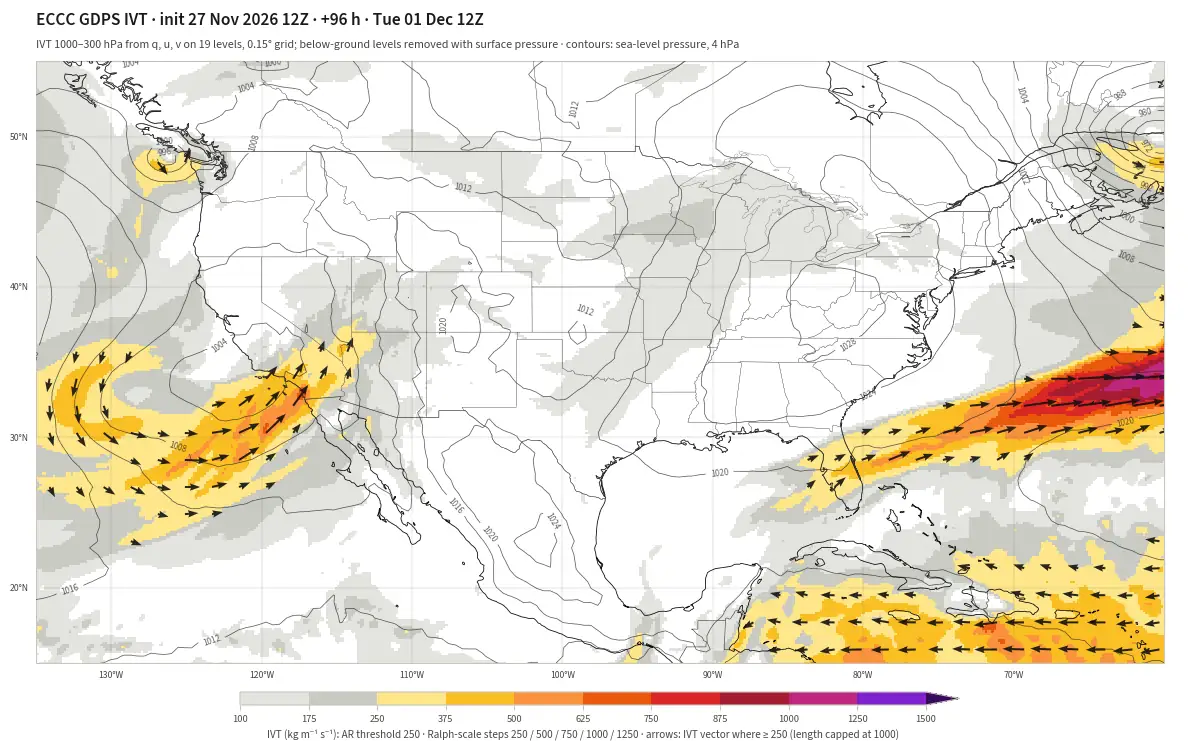 ECCC GDPS IVT · init 27 Nov 2026 12Z · +96 h · Tue 01 Dec 12Z
IVT 1000–300 hPa from q, u, v on 19 levels, 0.15° grid; below-ground levels removed with surface pressure · contours: sea-level pressure, 4 hPa
1004
1004
1012
1004
988
980
50°N
1008
972
1012
1012
996
1008
40°N
1012
1020
1004
1028
1024
30°N
1008
1020
1020
1016
1024
1020
20°N
1016
1012
130°W 120°W 110°W 100°W 90°W 80°W 70°W
100 175 250 375 500 625 750 875 1000 1250 1500
IVT (kg m⁻¹ s⁻¹): AR threshold 250 · Ralph-scale steps 250 / 500 / 750 / 1000 / 1250 · arrows: IVT vector where ≥ 250 (length capped at 1000)